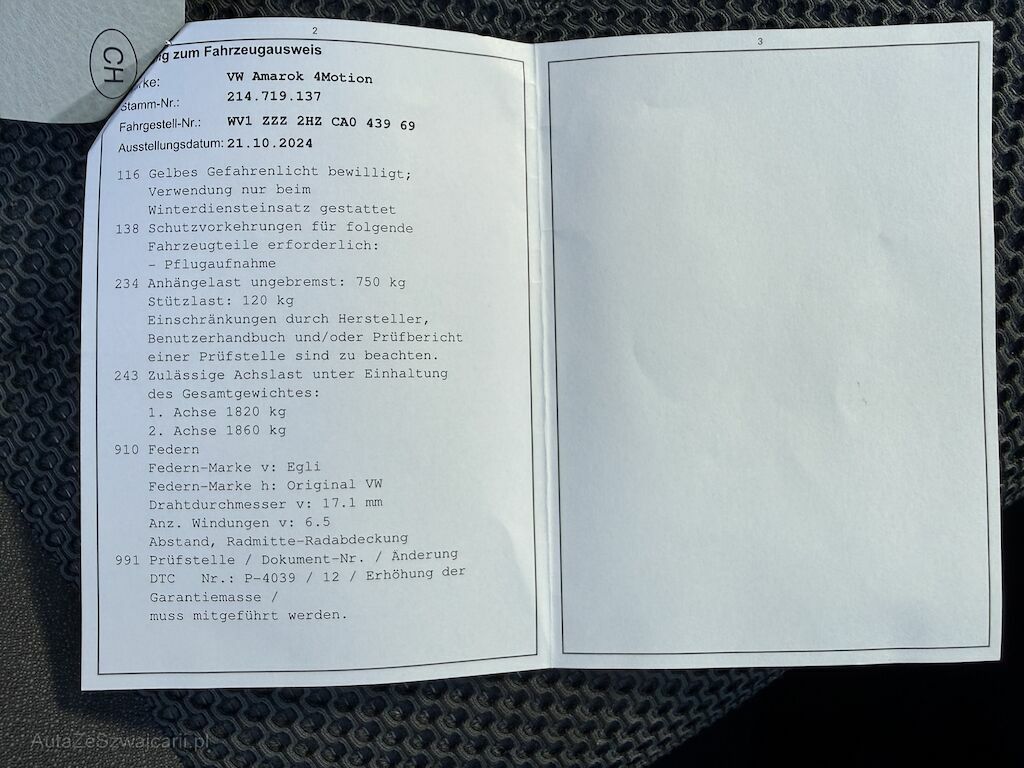 2
g zum Fahrzeugausweis
rke: VW Amarok 4Motion
Stamm-Nr.: 214.719.137
Fahrgestell-Nr.: WV1 ZZZ 2HZ CA0 439 69
Ausstellungsdatum: 21.10.2024
116 Gelbes Gefahrenlicht bewilligt;
Verwendung nur beim
Winterdiensteinsatz gestattet
138 Schutzvorkehrungen für folgende
Fahrzeugteile erforderlich:
- Pflugaufnahme
234 Anhängelast ungebremst: 750 kg
Stützlast: 120 kg
Einschränkungen durch Hersteller,
Benutzerhandbuch und/oder Prüfbericht
einer Prüfstelle sind zu beachten.
243 Zulässige Achslast unter Einhaltung
des Gesamtgewichtes:
1. Achse 1820 kg
2. Achse 1860 kg
910 Federn
Federn-Marke v: Egli
Federn-Marke h: Original VW
Drahtdurchmesser v: 17.1 mm
Anz. Windungen v: 6.5
Abstand, Radmitte-Radabdeckung
991 Prüfstelle / Dokument-Nr. / Änderung
DTC Nr.: P-4039 / 12 / Erhöhung der
Garantiemasse /
muss mitgeführt werden.
3
CH
AutaZeSzwajcarii.pl